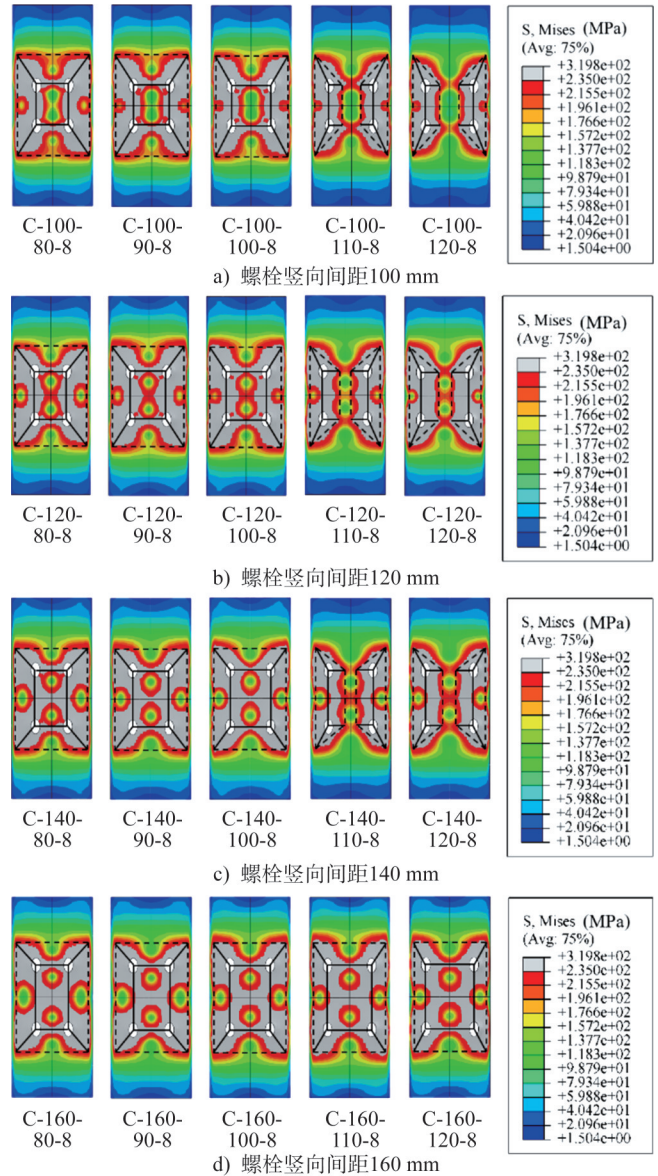 S, Mises (MPa)
(Avg: 75%)
+3.198e+02
+2.350e+02
+2.155e+02
+1.961e+02
+1.766e+02
+1.572e+02
+1.377e+02
+1.183e+02
+9.879e+01
+7.934e+01
+5.988e+01
+4.042e+01
+2.096e+01
+1.504e+00
C-100-
80-8
C-100-
90-8
C-100-
100-8
C-100-
110-8
C-100-
120-8
a) 螺栓竖向间距100 mm
S, Mises (MPa)
(Avg: 75%)
+3.198e+02
+2.350e+02
+2.155e+02
+1.961e+02
+1.766e+02
+1.572e+02
+1.377e+02
+1.183e+02
+9.879e+01
+7.934e+01
+5.988e+01
+4.042e+01
+2.096e+01
+1.504e+00
C-120-
80-8
C-120-
90-8
C-120-
100-8
C-120-
110-8
C-120-
120-8
b) 螺栓竖向间距120 mm
S, Mises (MPa)
(Avg: 75%)
+3.198e+02
+2.350e+02
+2.155e+02
+1.961e+02
+1.766e+02
+1.572e+02
+1.377e+02
+1.183e+02
+9.879e+01
+7.934e+01
+5.988e+01
+4.042e+01
+2.096e+01
+1.504e+00
C-140-
80-8
C-140-
90-8
C-140-
100-8
C-140-
110-8
C-140-
120-8
c) 螺栓竖向间距140 mm
S, Mises (MPa)
(Avg: 75%)
+3.198e+02
+2.350e+02
+2.155e+02
+1.961e+02
+1.766e+02
+1.572e+02
+1.377e+02
+1.183e+02
+9.879e+01
+7.934e+01
+5.988e+01
+4.042e+01
+2.096e+01
+1.504e+00
C-160-
80-8
C-160-
90-8
C-160-
100-8
C-160-
110-8
C-160-
120-8
d) 螺栓竖向间距160 mm